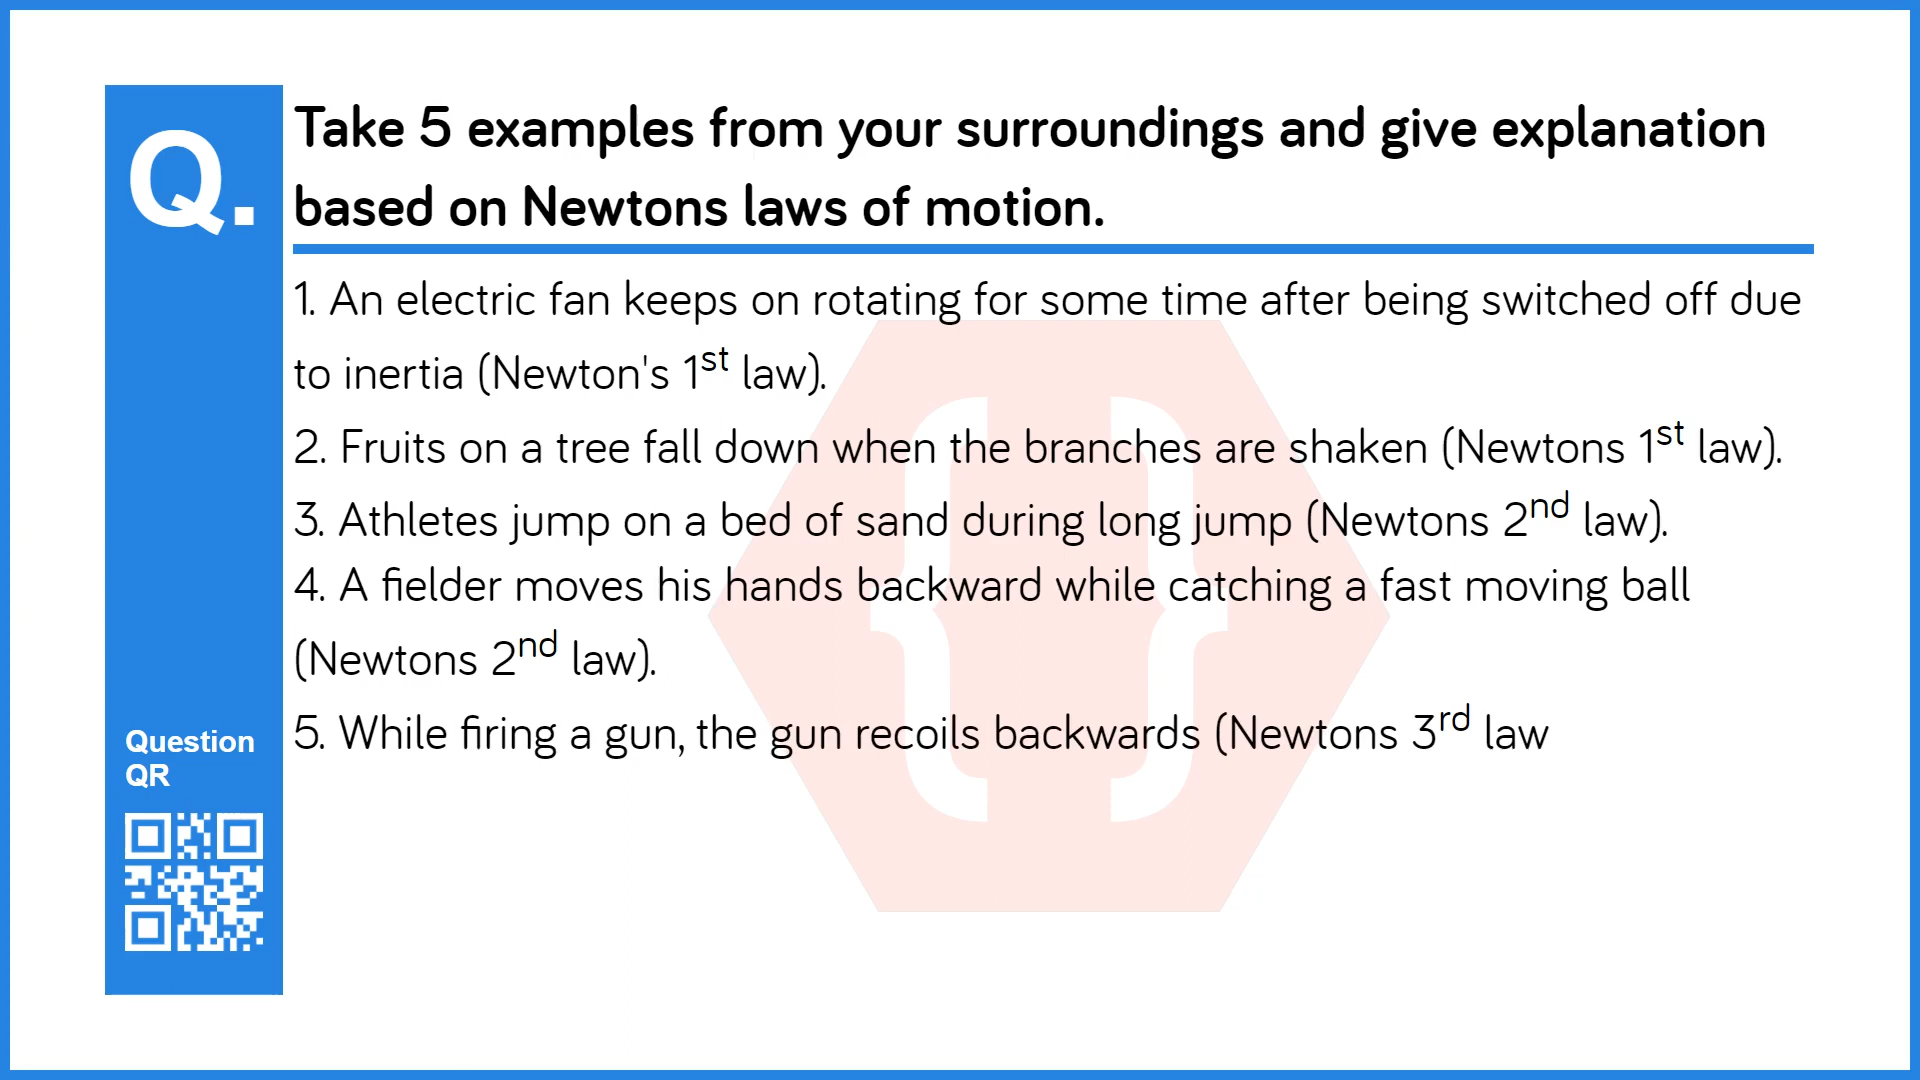 Q.
Take 5 examples from your surroundings and give explanation
based on Newtons laws of motion.
1. An electric fan keeps on rotating for some time after being switched off due
to inertia (Newton's 1st law).
2. Fruits on a tree fall down when the branches are shaken (Newtons 1st law).
3. Athletes jump on a bed of sand during long jump (Newtons 2nd law).
4. A fielder moves his hands backward while catching a fast moving ball
(Newtons 2nd law).
5. While firing a gun, the gun recoils backwards (Newtons 3rd law
Question
QR